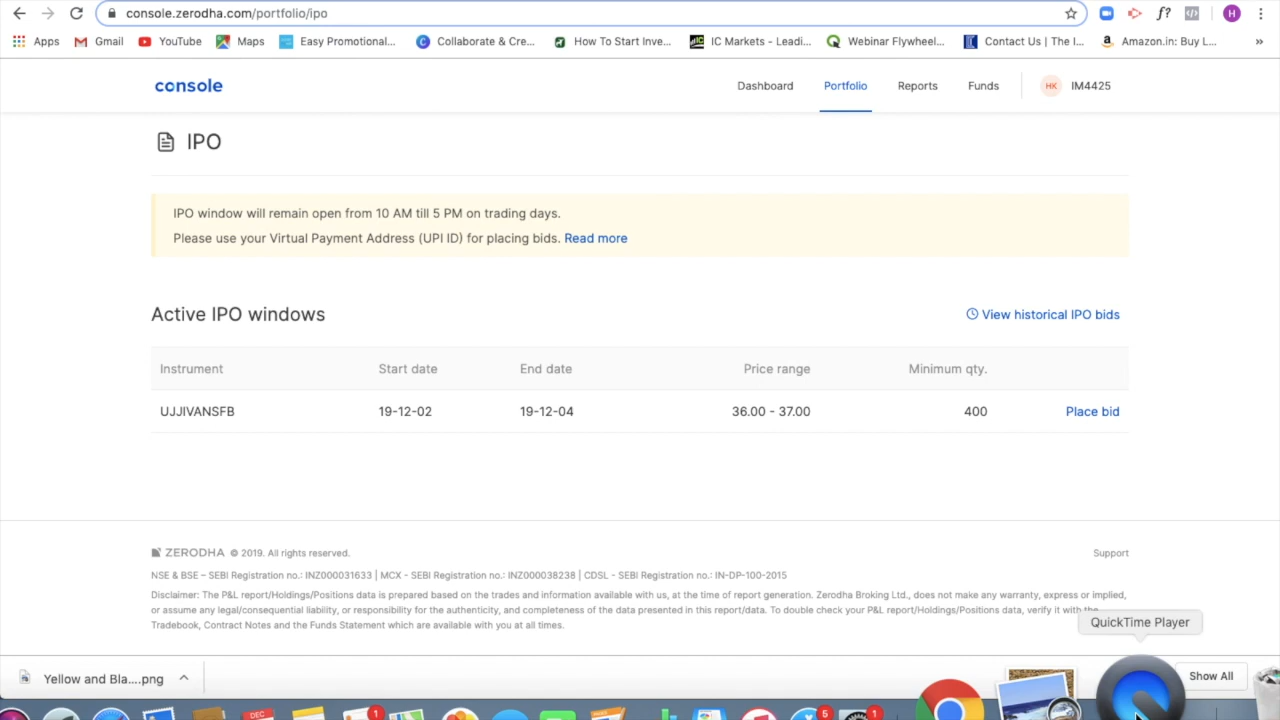 console.zerodha.com/portfolio/ipo
f?
H
Apps
Gmail
YouTube
Maps
Easy Promotional...
Collaborate & Cre...
How To Start Inve...
IC Markets - Leadi...
Webinar Flywheel...
Contact Us | The I...
Amazon.in: Buy L...
»
console
Dashboard
Portfolio
Reports
Funds
HK
IM4425
IPO
IPO window will remain open from 10 AM till 5 PM on trading days.
Please use your Virtual Payment Address (UPI ID) for placing bids. Read more
Active IPO windows
View historical IPO bids
Instrument Start date End date Price range Minimum qty.
UJJIVANSFB 19-12-02 19-12-04 36.00 - 37.00 400 Place bid
ZERODHA © 2019. All rights reserved.
Support
NSE & BSE – SEBI Registration no.: INZ000031633 | MCX - SEBI Registration no.: INZ000038238 | CDSL - SEBI Registration no.: IN-DP-100-2015
Disclaimer: The P&L report/Holdings/Positions data is prepared based on the trades and information available with us, at the time of report generation. Zerodha Broking Ltd., does not make any warranty, express or implied,
or assume any legal/consequential liability, or responsibility for the authenticity, and completeness of the data presented in this report/data. To double check your P&L report/Holdings/Positions data, verify it with the
Tradebook, Contract Notes and the Funds Statement which are available with you at all times.
QuickTime Player
Yellow and Bla....png
Show All
DEC
1
5
1